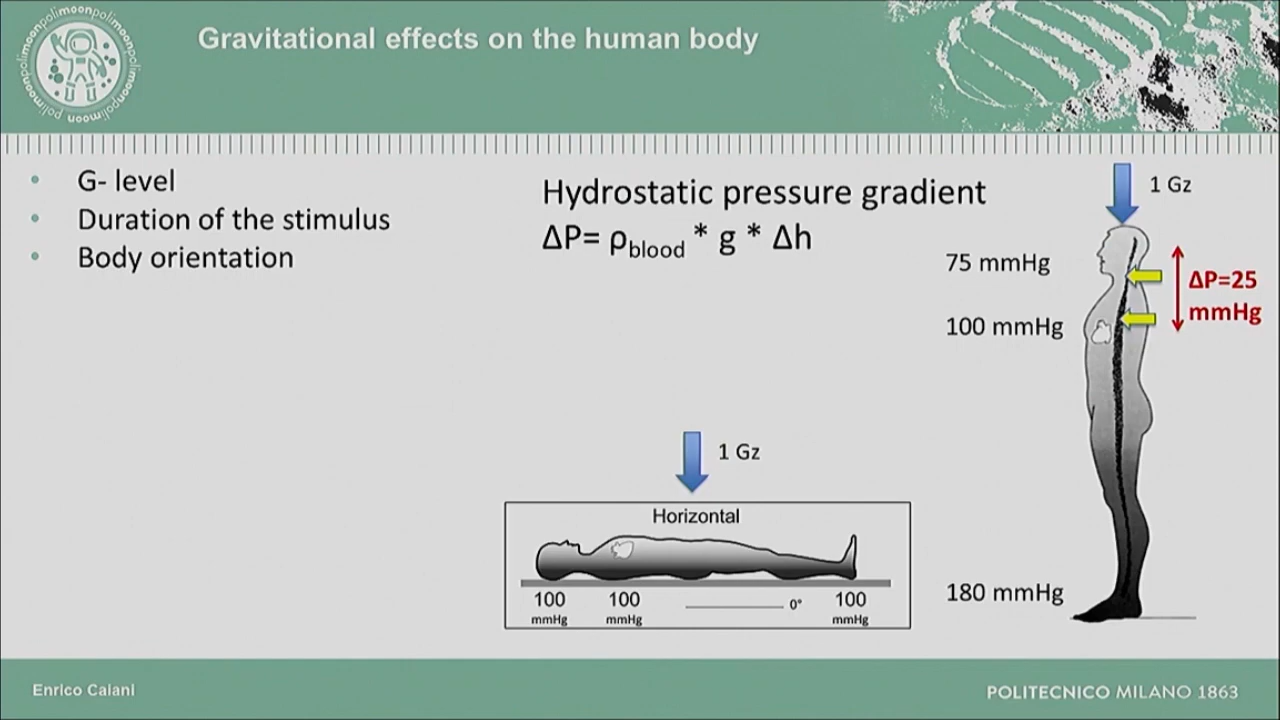 Gravitational effects on the human body
polimoonpolimoonpolimoonpolimoonpolimoon
• G- level
• Duration of the stimulus
• Body orientation
Hydrostatic pressure gradient
ΔP= ρblood * g * Δh
1 Gz
75 mmHg
ΔP=25
mmHg
100 mmHg
180 mmHg
1 Gz
Horizontal
100 100 0° 100
mmHg mmHg mmHg
Enrico Caiani
POLITECNICO MILANO 1863